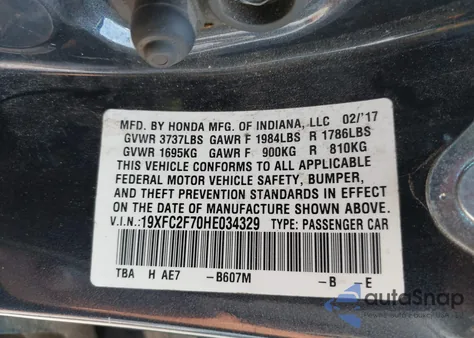 MFD. BY HONDA MFG. OF INDIANA, LLC 02/'17
GVWR 3737LBS GAWR F 1984LBS R 1786LBS
GVWR 1695KG GAWR F 900KG R 810KG
THIS VEHICLE CONFORMS TO ALL APPLICABLE
FEDERAL MOTOR VEHICLE SAFETY, BUMPER,
AND THEFT PREVENTION STANDARDS IN EFFECT
ON THE DATE OF MANUFACTURE SHOWN ABOVE.
V.I.N.:19XFC2F70HE034329 TYPE: PASSENGER CAR
TBA H AE7 -B607M -B -E
autoSnap